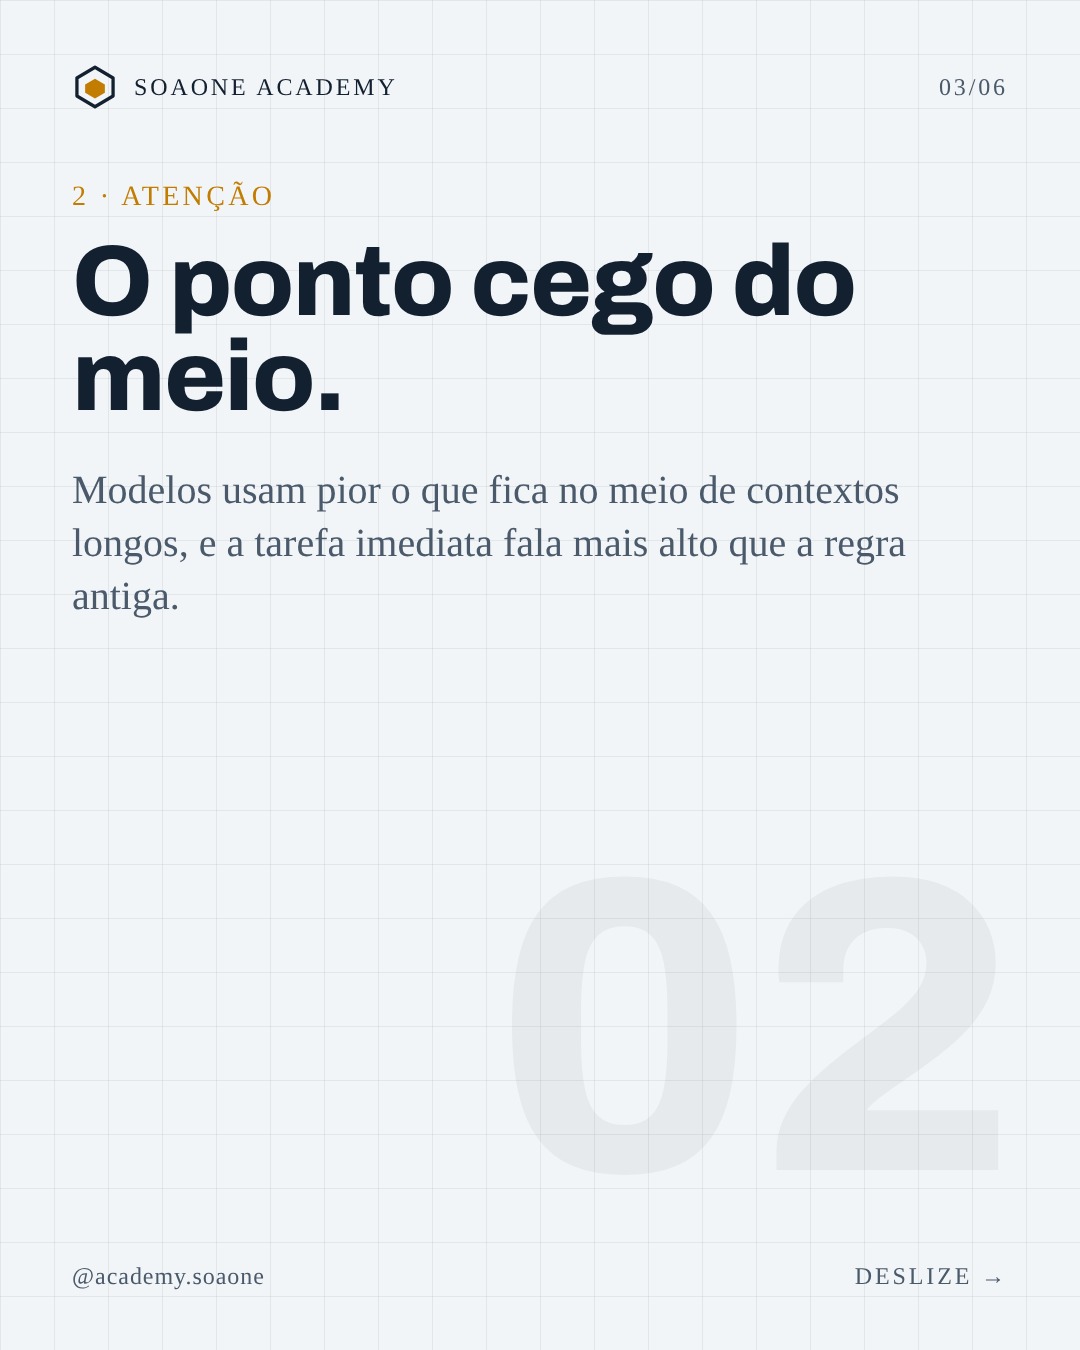 SOAONE ACADEMY
03/06
2 · ATENÇÃO
O ponto cego do
meio.
Modelos usam pior o que fica no meio de contextos
longos, e a tarefa imediata fala mais alto que a regra
antiga.
02
@academy.soaone
DESLIZE →